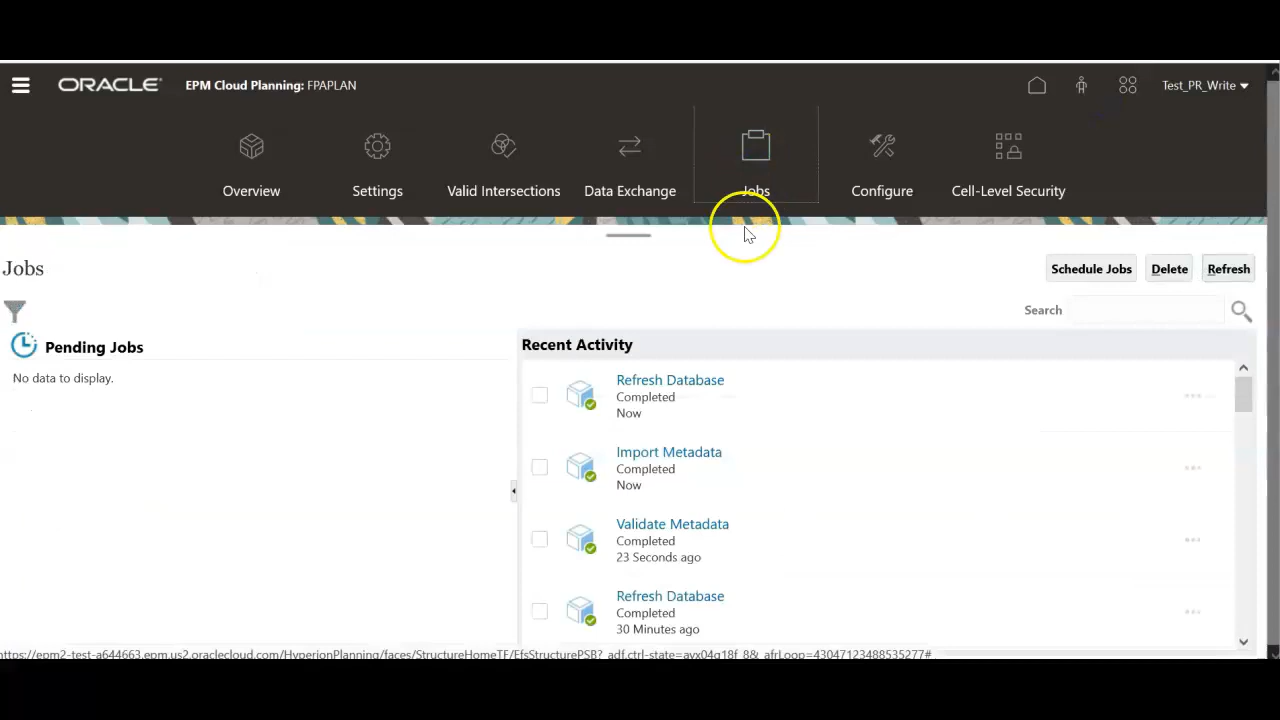 ORACLE EPM Cloud Planning: FPAPLAN Test_PR_Write
Overview Settings Valid Intersections Data Exchange Jobs Configure Cell-Level Security
Jobs
Schedule Jobs Delete Refresh
Search
Pending Jobs
No data to display.
Recent Activity
Refresh Database
Completed
Now
Import Metadata
Completed
Now
Validate Metadata
Completed
23 Seconds ago
Refresh Database
Completed
30 Minutes ago